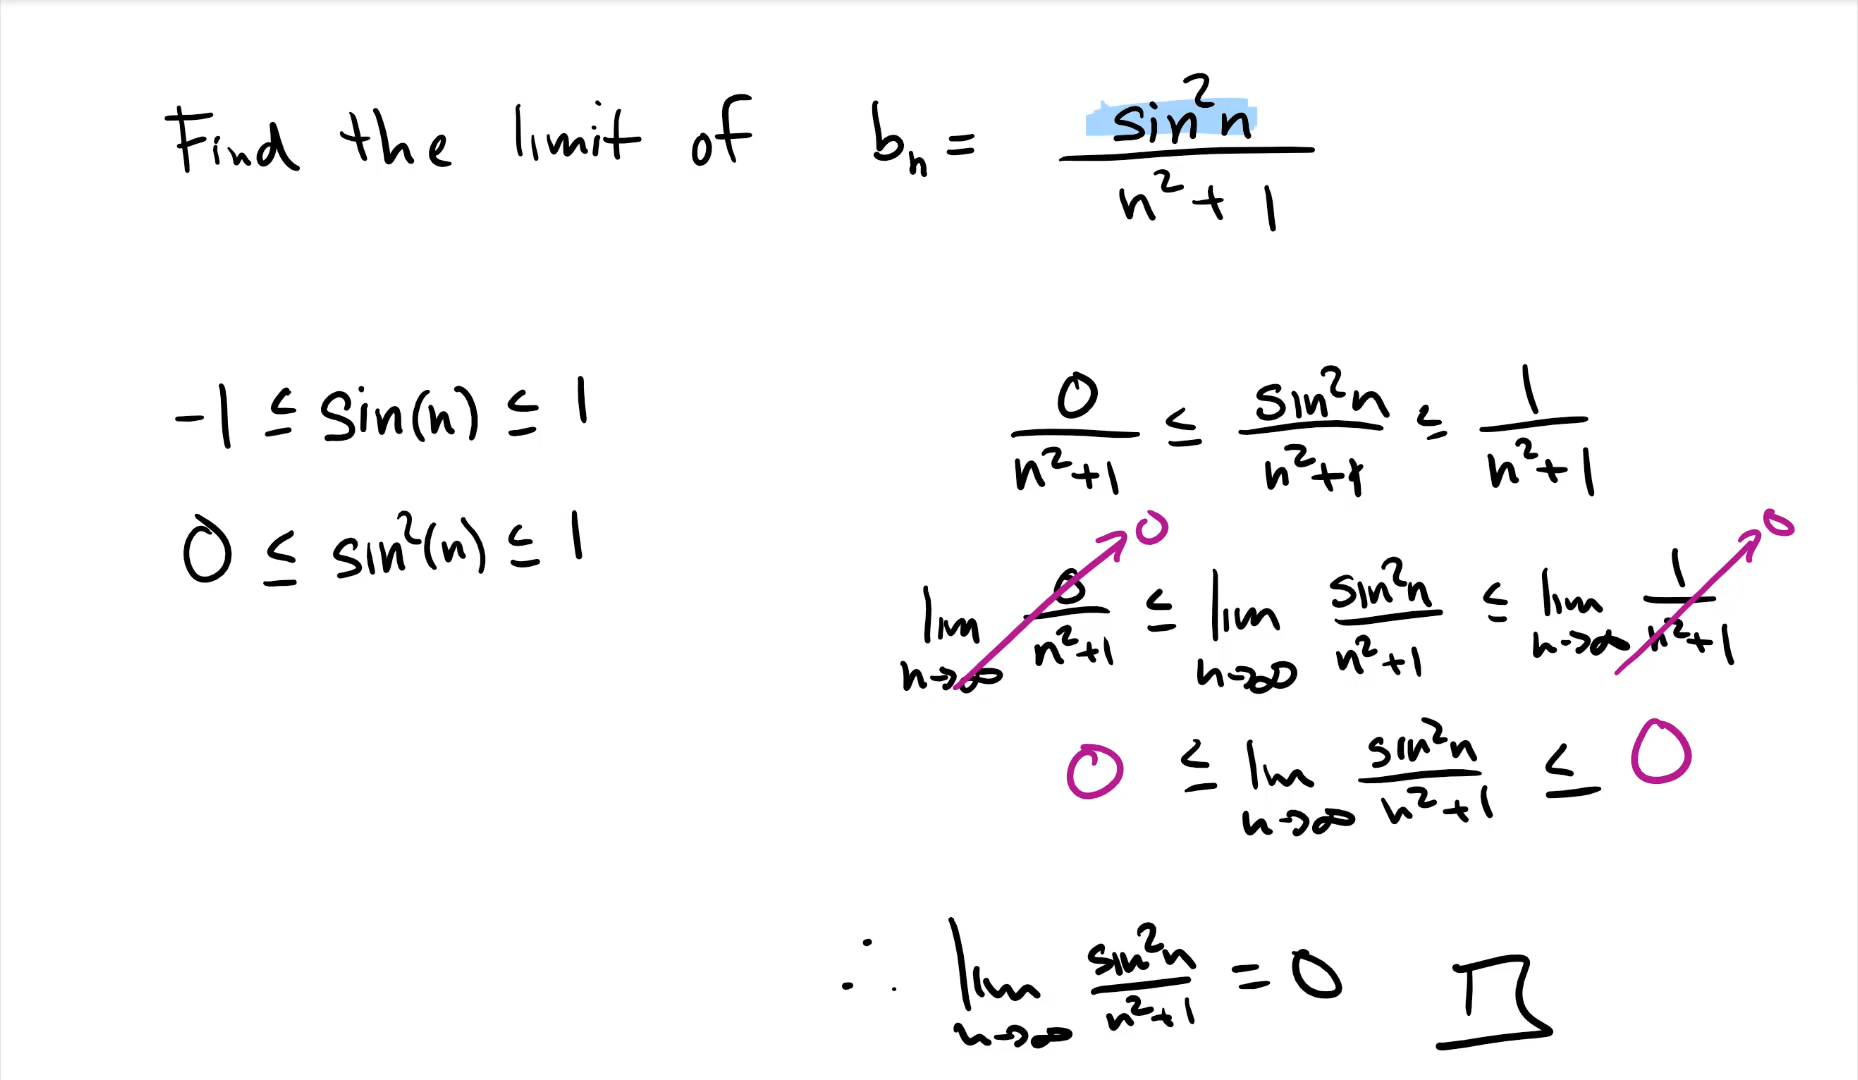 Find the limit of bₙ = sin²n / n² + 1
-1 ≤ sin(n) ≤ 1
0 ≤ sin²(n) ≤ 1
0 / n²+1 ≤ sin²n / n²+1 ≤ 1 / n²+1
lim n→∞ 0 / n²+1 → 0 ≤ lim n→∞ sin²n / n²+1 ≤ lim n→∞ 1 / n²+1 → 0
0 ≤ lim n→∞ sin²n / n²+1 ≤ 0
∴ lim n→∞ sin²n / n²+1 = 0